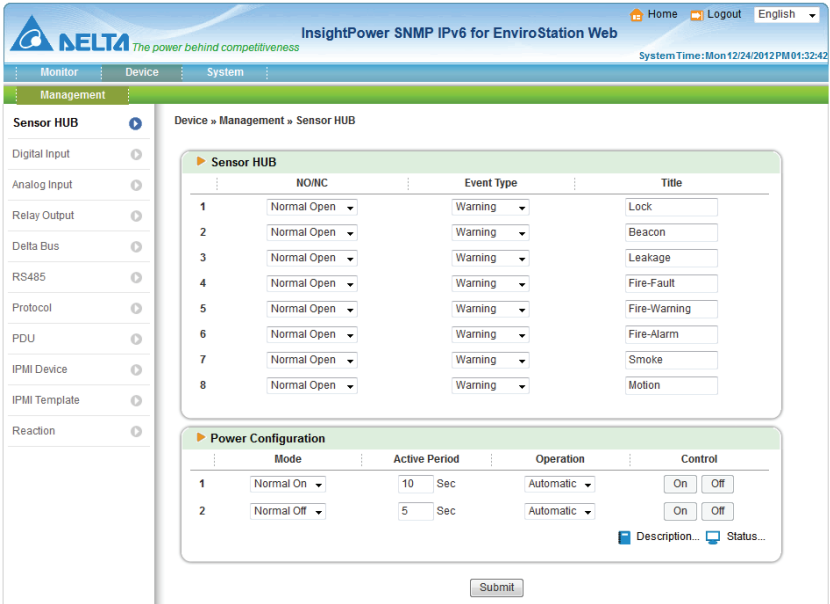 Home Logout English
DELTA The power behind competitiveness
InsightPower SNMP IPv6 for EnviroStation Web
System Time : Mon 12/24/2012 PM 01:32:42
Monitor Device System
Management
Sensor HUB
Digital Input
Analog Input
Relay Output
Delta Bus
RS485
Protocol
PDU
IPMI Device
IPMI Template
Reaction
Device » Management » Sensor HUB
Sensor HUB
NO/NC Event Type Title
1 Normal Open Warning Lock
2 Normal Open Warning Beacon
3 Normal Open Warning Leakage
4 Normal Open Warning Fire-Fault
5 Normal Open Warning Fire-Warning
6 Normal Open Warning Fire-Alarm
7 Normal Open Warning Smoke
8 Normal Open Warning Motion
Power Configuration
Mode Active Period Operation Control
1 Normal On 10 Sec Automatic On Off
2 Normal Off 5 Sec Automatic On Off
Description... Status...
Submit